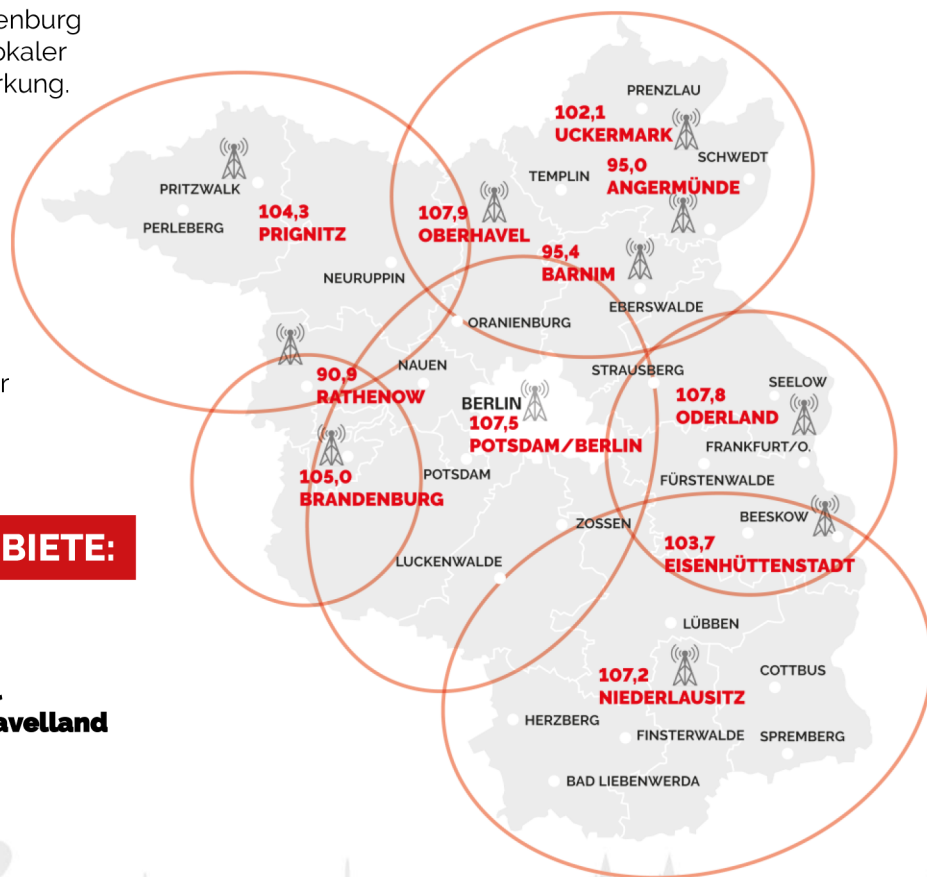 enburg
okaler
rkung.
PRENZLAU
102,1
UCKERMARK
SCHWEDT
95,0
ANGERMÜNDE
TEMPLIN
PRITZWALK
PERLEBERG
104,3
PRIGNITZ
107,9
OBERHAVEL
95,4
BARNIM
NEURUPPIN
EBERSWALDE
ORANIENBURG
NAUEN
STRAUSBERG
r
90,9
RATHENOW
SEELOW
107,8
ODERLAND
BERLIN
107,5
POTSDAM/BERLIN
FRANKFURT/O.
105,0
BRANDENBURG
POTSDAM
FÜRSTENWALDE
BEESKOW
ZOSSEN
103,7
EISENHÜTTENSTADT
BIETE:
LUCKENWALDE
LÜBBEN
107,2
NIEDERLAUSITZ
COTTBUS
avelland
HERZBERG
FINSTERWALDE
SPREMBERG
BAD LIEBENWERDA